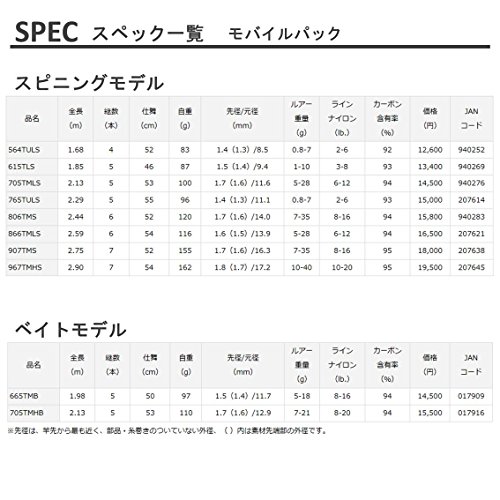 SPEC スペック一覧 モバイルパック
スピニングモデル
品名 全長(m) 継数(本) 仕舞(cm) 自重(g) 先径/元径(mm) ルアー重量(g) ラインナイロン(lb.) カーボン含有率(%) 価格(円) JANコード
564TULS 1.68 4 52 83 1.4（1.3）/8.5 0.8-7 2-6 92 12,600 940252
615TLS 1.85 5 46 87 1.5（1.4）/9.4 1-10 3-8 93 13,400 940269
705TMLS 2.13 5 53 100 1.7（1.6）/11.6 5-28 6-12 94 14,500 940276
765TULS 2.29 5 55 96 1.4（1.3）/11.1 0.8-7 2-6 93 15,000 207614
806TMS 2.44 6 52 120 1.7（1.6）/14.0 7-35 8-16 94 15,800 940283
866TMLS 2.59 6 54 116 1.5（1.6）/13.9 5-28 6-12 94 16,500 207621
907TMS 2.75 7 52 155 1.7（1.6）/16.3 7-35 8-16 95 18,000 207638
967TMHS 2.90 7 54 162 1.8（1.7）/17.2 10-40 10-20 95 19,500 207645
ベイトモデル
品名 全長(m) 継数(本) 仕舞(cm) 自重(g) 先径/元径(mm) ルアー重量(g) ラインナイロン(lb.) カーボン含有率(%) 価格(円) JANコード
665TMB 1.98 5 50 97 1.5（1.4）/11.7 5-18 8-16 94 14,500 017909
705TMHB 2.13 5 53 110 1.7（1.6）/12.9 7-21 8-20 94 15,500 017916
※先径は、竿先から最も近く、部品・糸巻きのついていない外径、（ ）内は素材先端部の外径です。